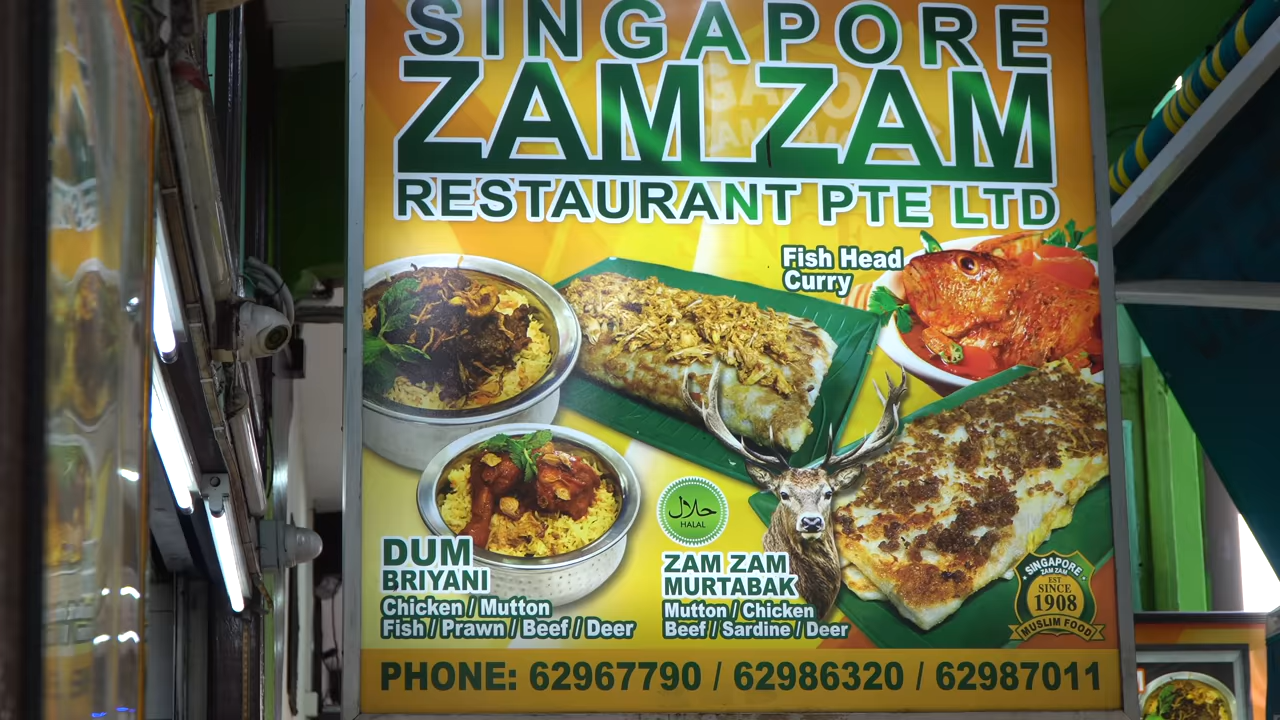 SINGAPORE
ZAM ZAM
RESTAURANT PTE LTD
Fish Head
Curry
حلال
HALAL
DUM
BRIYANI
Chicken / Mutton
Fish / Prawn / Beef / Deer
ZAM ZAM
MURTABAK
Mutton / Chicken
Beef / Sardine / Deer
SINGAPORE
ZAM ZAM
EST
SINCE
1908
MUSLIM FOOD
PHONE: 62967790 / 62986320 / 62987011